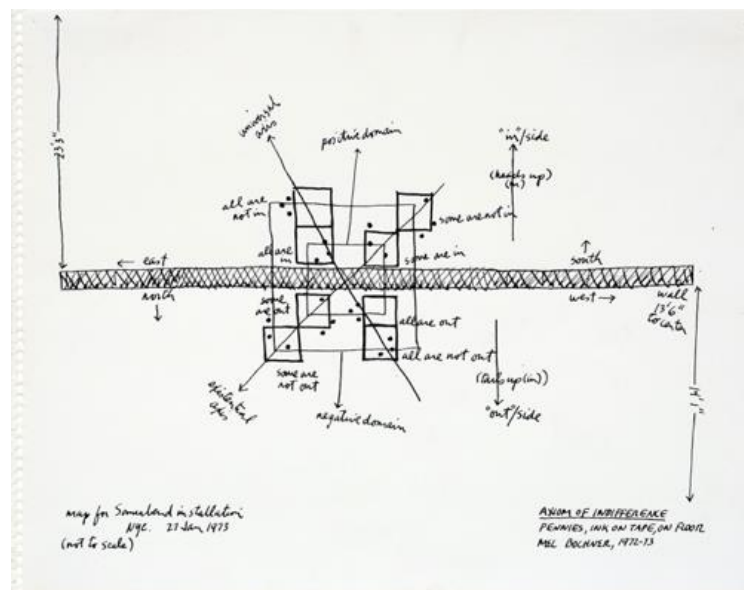 23'3"
universal
axis
positive domain
"in"/side
(heads up)
(in)
all are
not in
some are not in
all are
in
some are in
← east
↑
south
north
↓
west →
wall
13'6"
to center
some
are out
all are out
all are not out
some are
not out
(tails up(in))
existential
axis
negative domain
"out"/side
14'1"
map for Sonnabend installation
NYC. 27 Jan 1973
(not to scale)
AXIOM OF INDIFFERENCE
PENNIES, INK ON TAPE, ON FLOOR
MEL BOCHNER, 1972-73